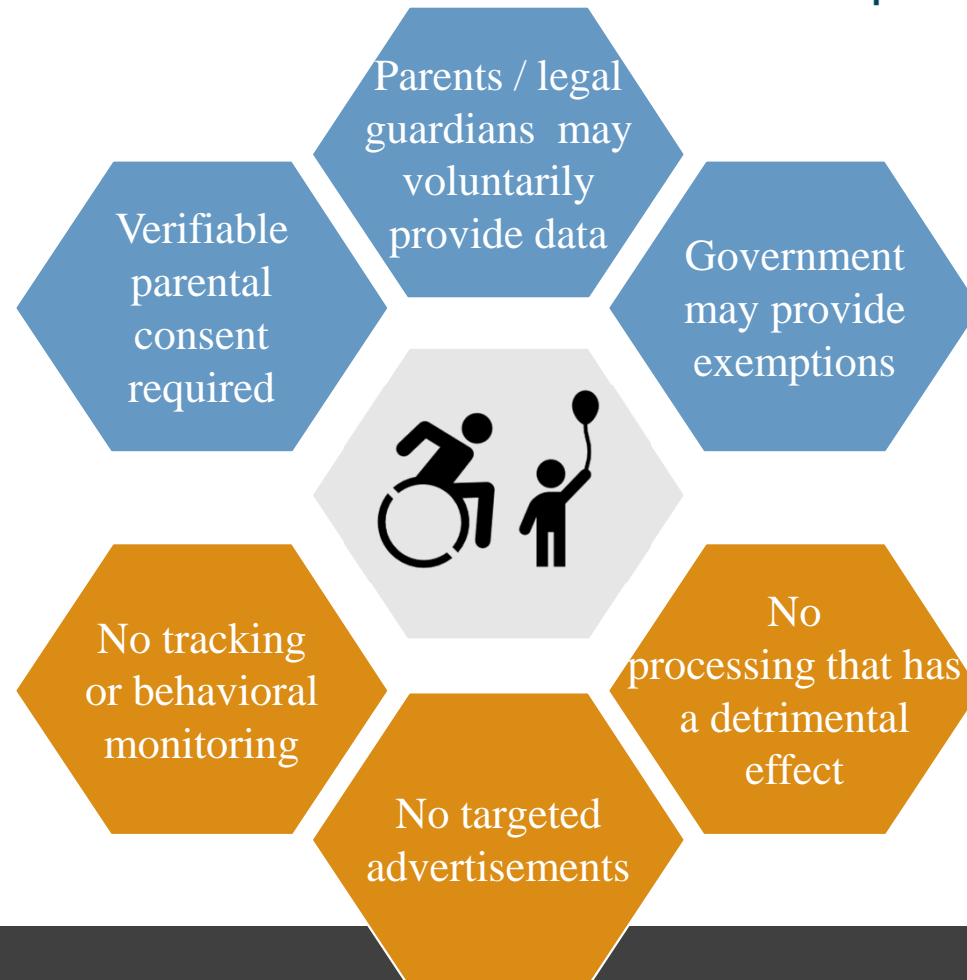 Parents / legal
guardians may
voluntarily
provide data
Verifiable
parental
consent
required
Government
may provide
exemptions
No tracking
or behavioral
monitoring
No
processing that has
a detrimental
effect
No targeted
advertisements